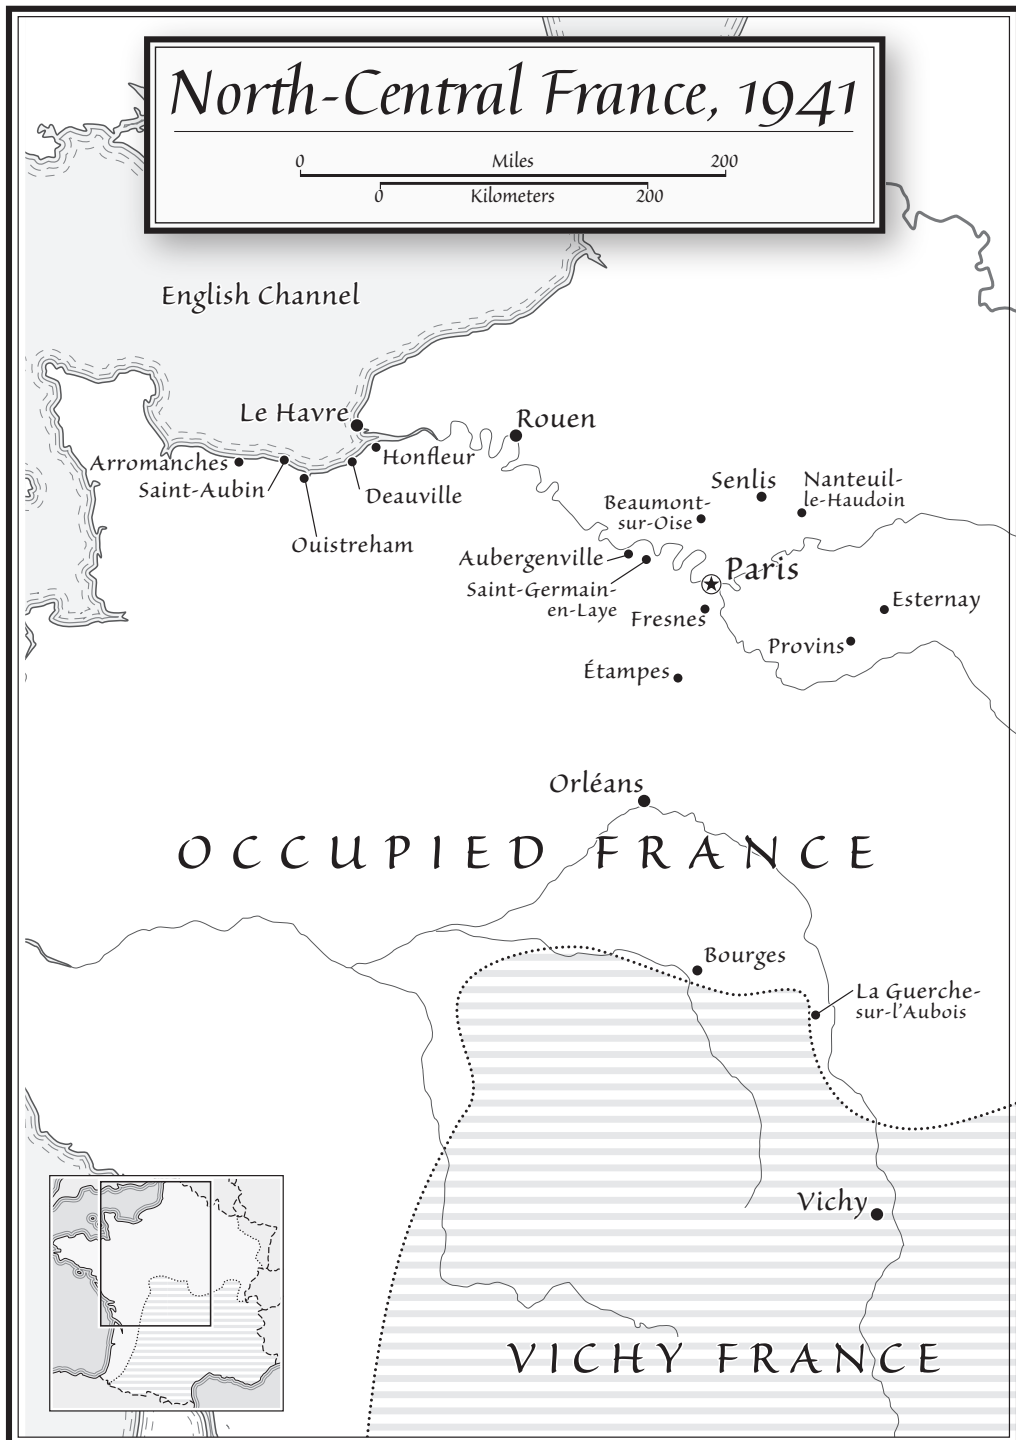 North-Central France, 1941
0 Miles 200
0 Kilometers 200
English Channel
Le Havre
Rouen
Honfleur
Arromanches
Saint-Aubin
Deauville
Ouistreham
Senlis
Nanteuil-
le-Haudoin
Beaumont-
sur-Oise
Aubergenville
Paris
Saint-Germain-
en-Laye
Fresnes
Esternay
Provins
Étampes
Orléans
OCCUPIED FRANCE
Bourges
La Guerche-
sur-l'Aubois
Vichy
VICHY FRANCE